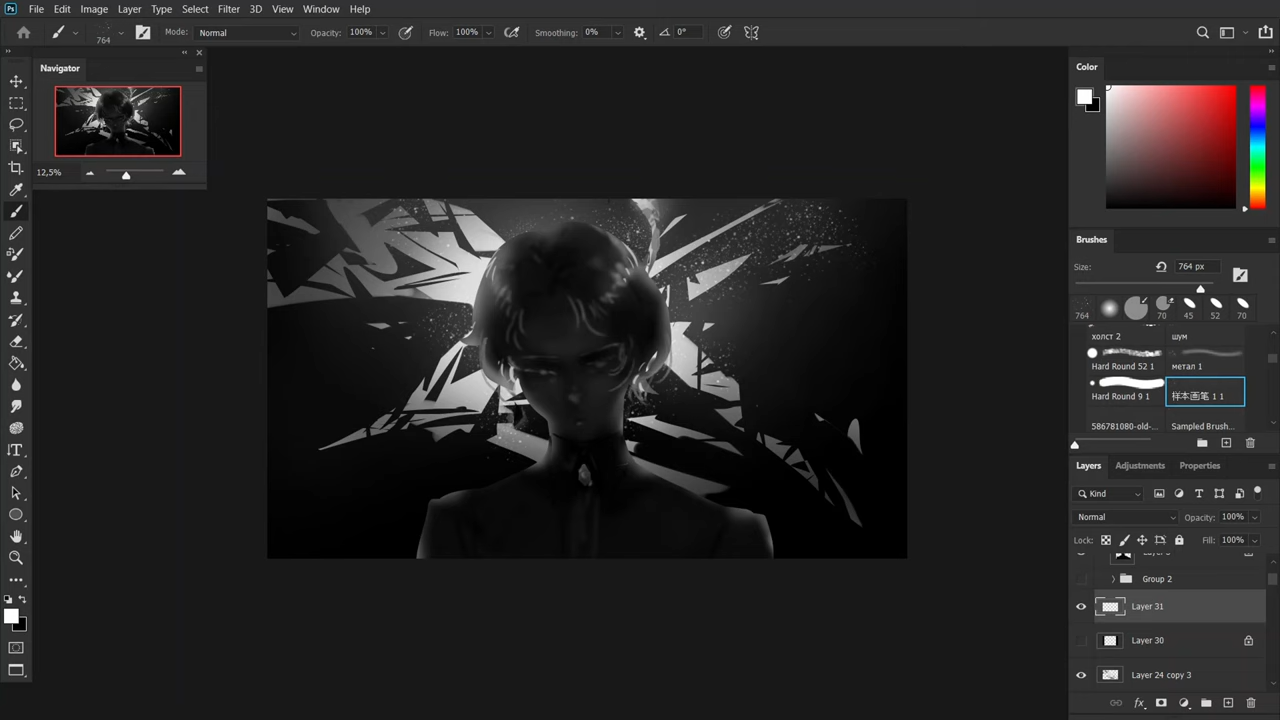 Ps File Edit Image Layer Type Select Filter 3D View Window Help
764 Mode: Normal Opacity: 100% Flow: 100% Smoothing: 0% 0°
Navigator
12,5%
Color
Brushes
Size: 764 px
764 70 45 52 70
холст 2 шум
Hard Round 52 1 метал 1
Hard Round 9 1 样本画笔 1 1
586781080-old-... Sampled Brush...
Layers Adjustments Properties
Kind
Normal Opacity: 100%
Lock: Fill: 100%
Group 2
Layer 31
Layer 30
Layer 24 copy 3
fx